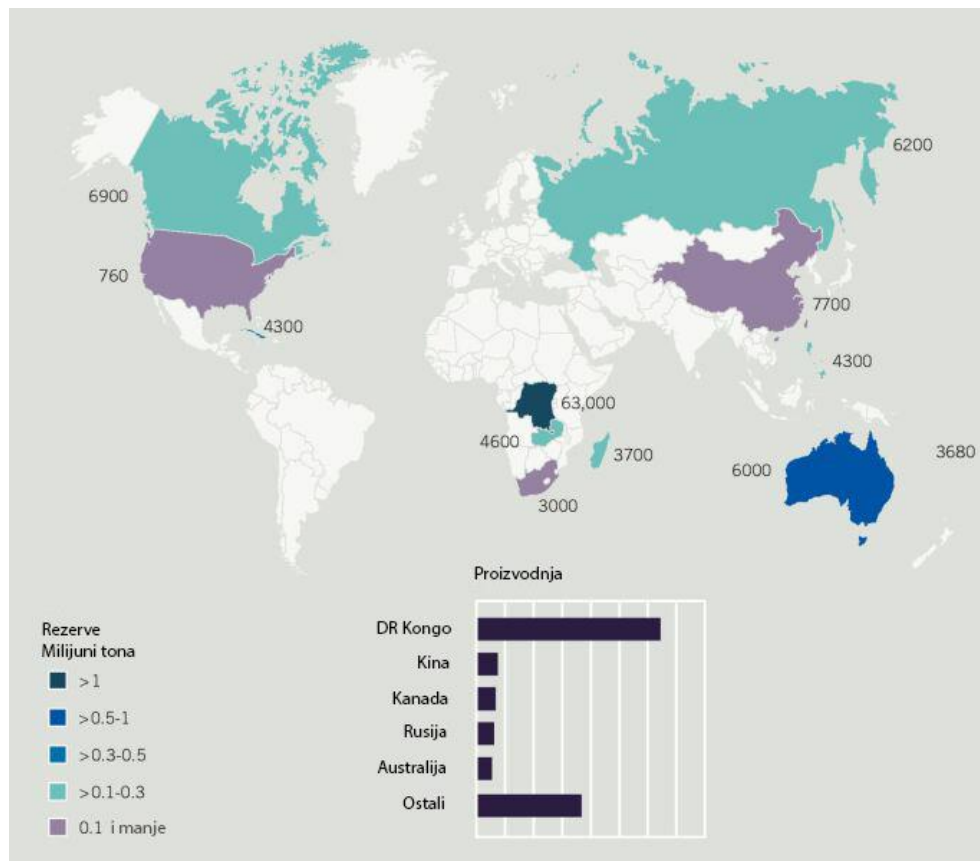 6200
6900
760
7700
4300
4300
63,000
4600
3700
3680
6000
3000
Proizvodnja
DR Kongo
Kina
Kanada
Rusija
Australija
Ostali
Rezerve
Milijuni tona
>1
>0.5-1
>0.3-0.5
>0.1-0.3
0.1 i manje